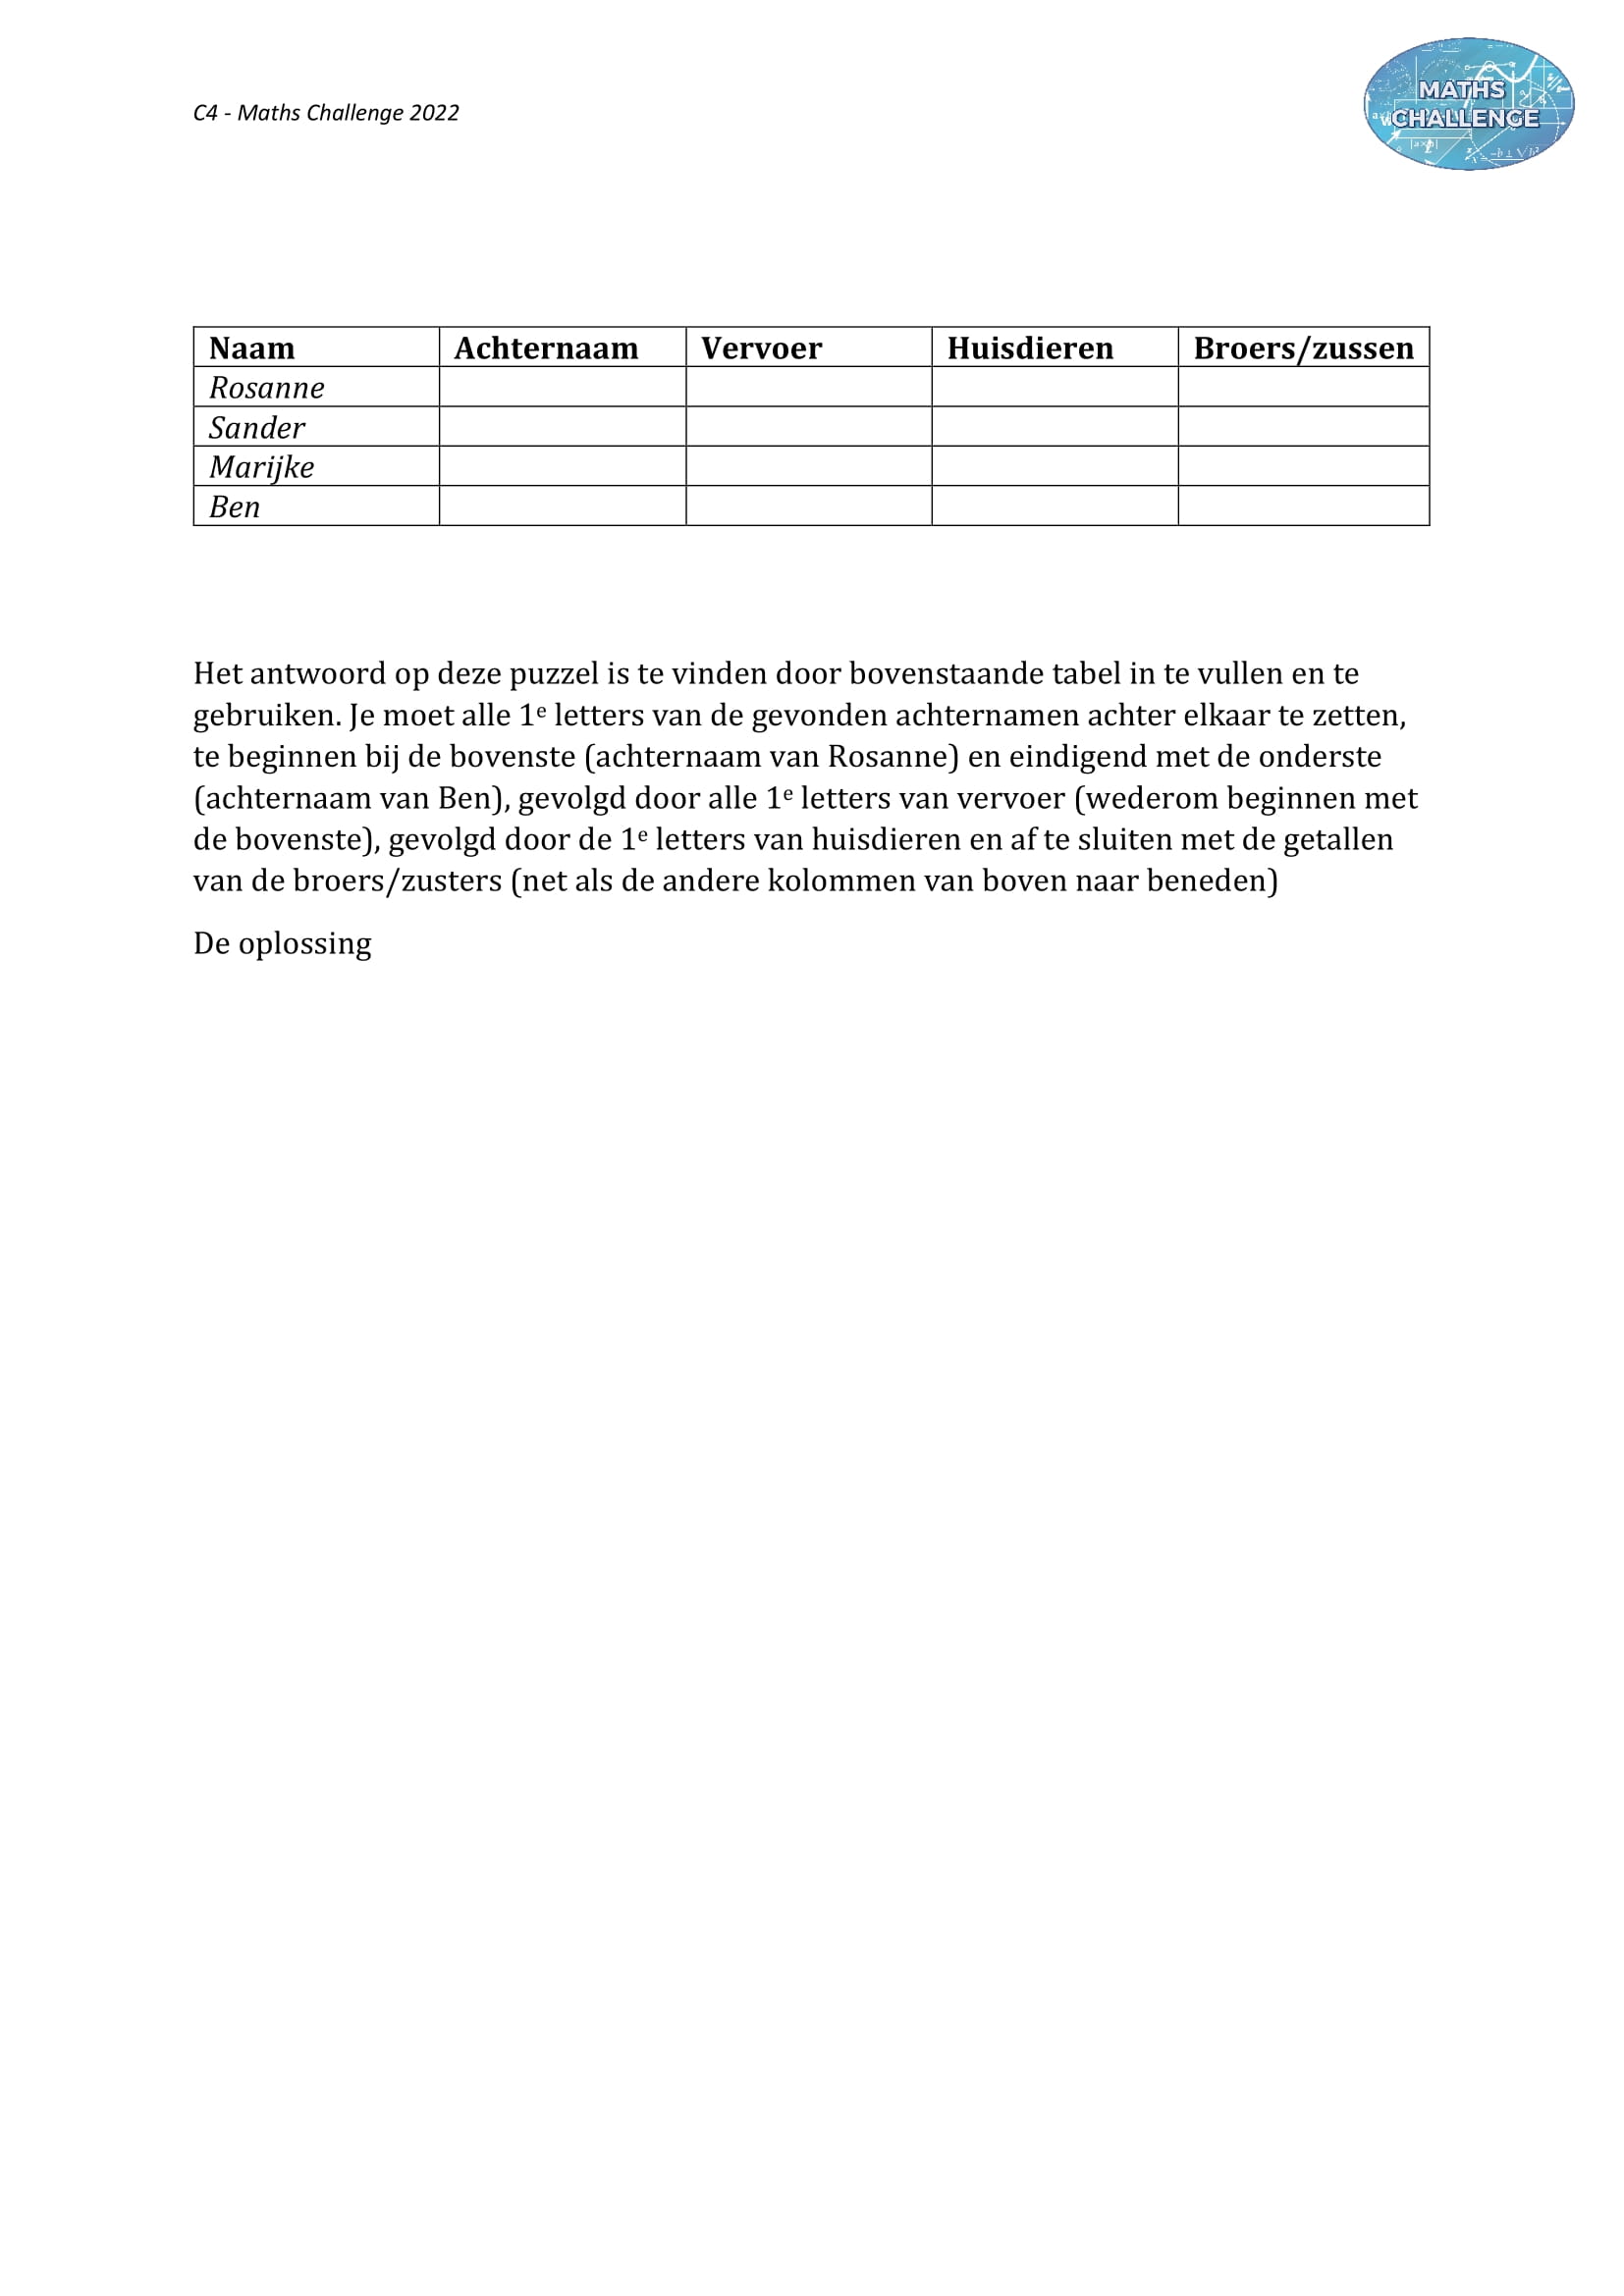 C4 - Maths Challenge 2022
MATHS
CHALLENGE
Naam Achternaam Vervoer Huisdieren Broers/zussen
Rosanne
Sander
Marijke
Ben
Het antwoord op deze puzzel is te vinden door bovenstaande tabel in te vullen en te
gebruiken. Je moet alle 1e letters van de gevonden achternamen achter elkaar te zetten,
te beginnen bij de bovenste (achternaam van Rosanne) en eindigend met de onderste
(achternaam van Ben), gevolgd door alle 1e letters van vervoer (wederom beginnen met
de bovenste), gevolgd door de 1e letters van huisdieren en af te sluiten met de getallen
van de broers/zusters (net als de andere kolommen van boven naar beneden)
De oplossing